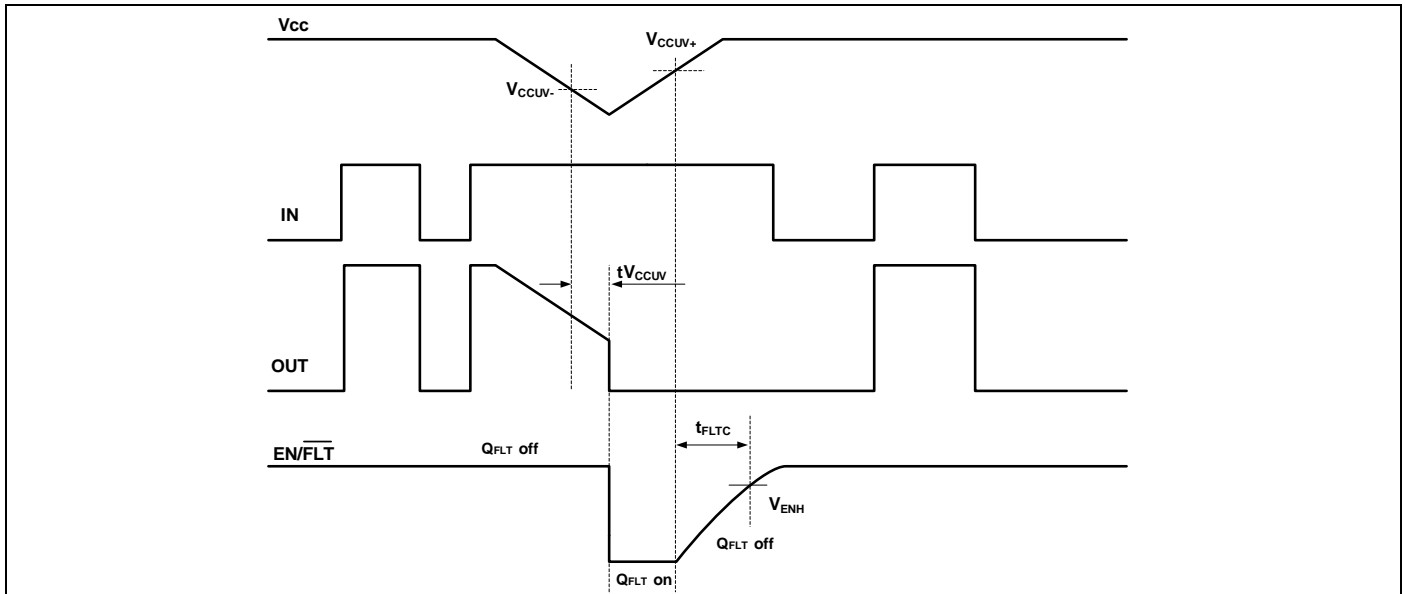 Vcc
VCCUV+
VCCUV-
IN
tVCCUV
OUT
tFLTC
EN/FLT
QFLT off
VENH
QFLT off
QFLT on